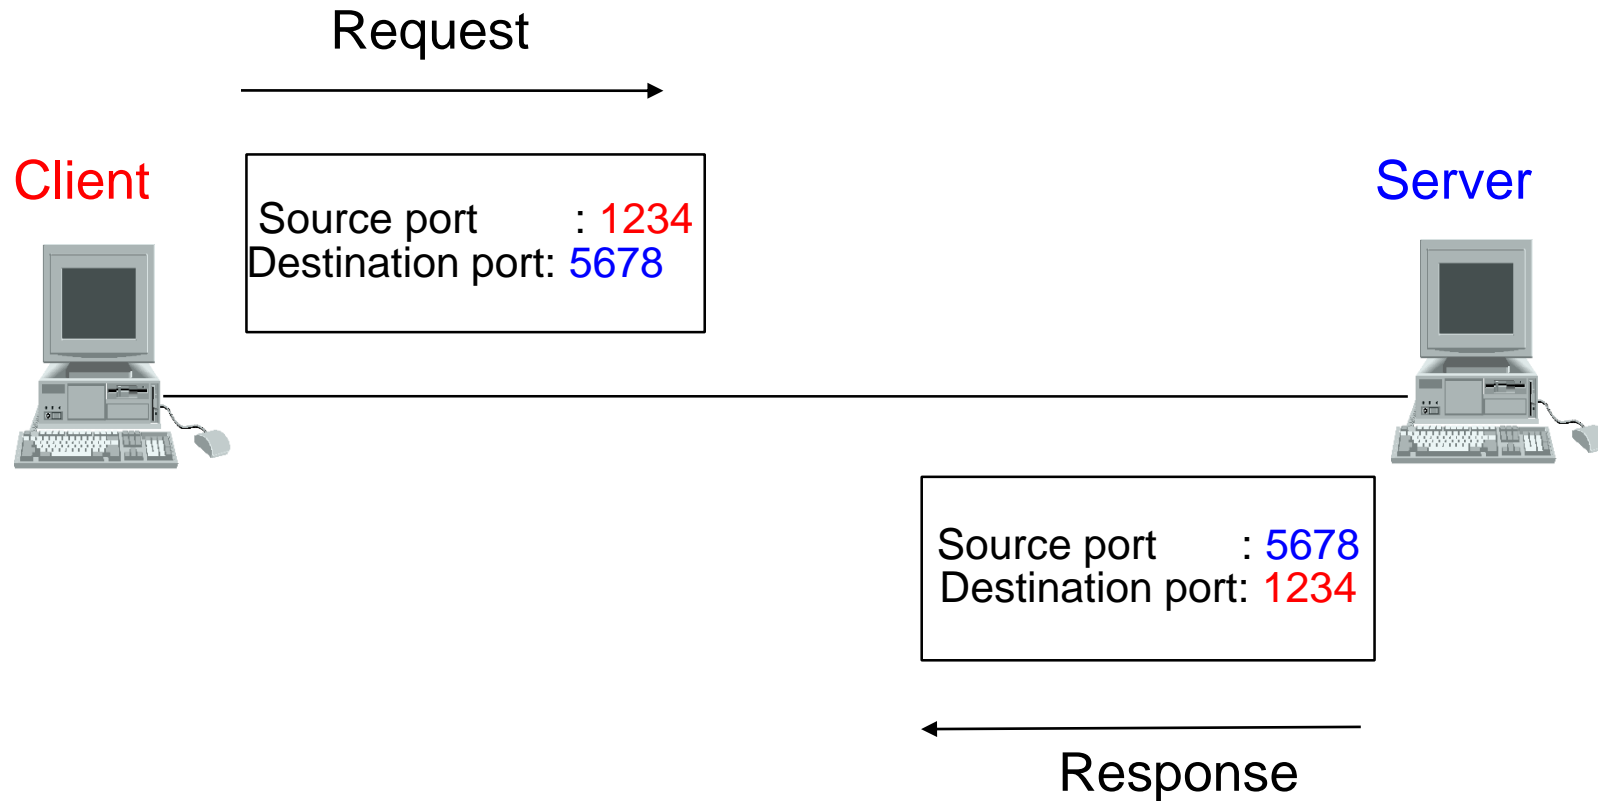 Request
Client
Server
Source port : 1234
Destination port: 5678
Source port : 5678
Destination port: 1234
Response